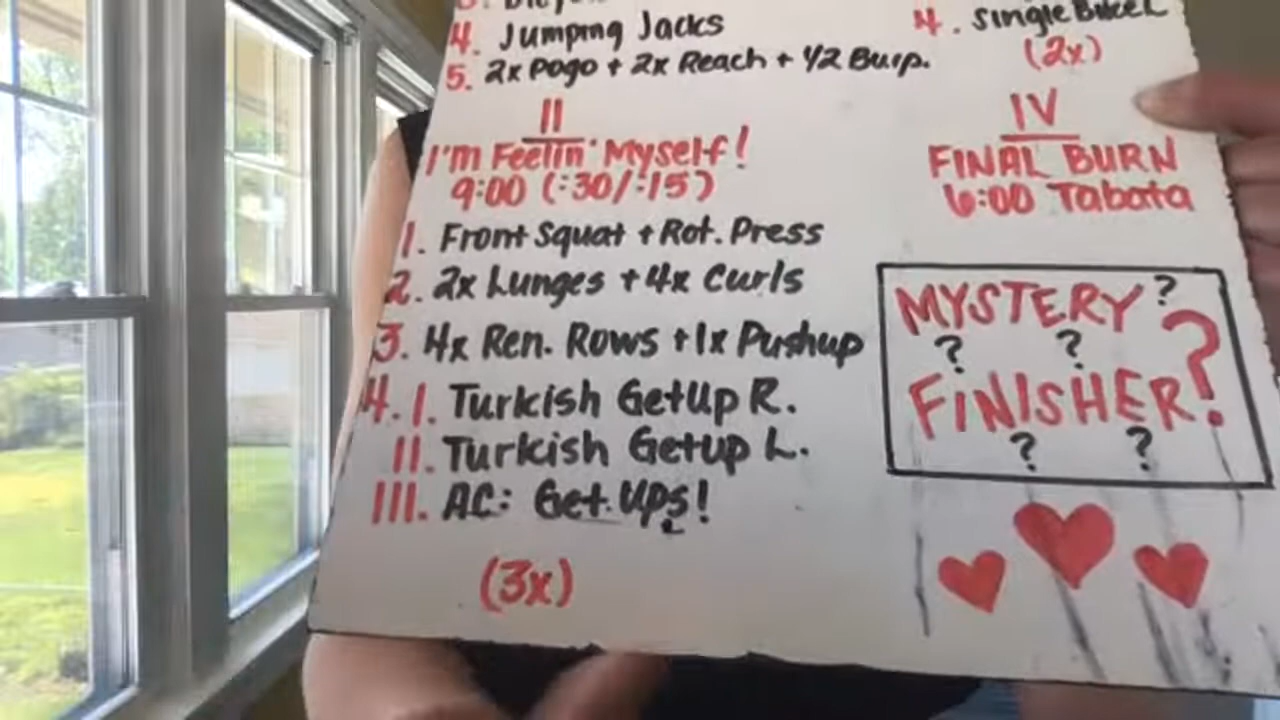 3. Bicycle
4. Jumping Jacks
5. 2x Pogo + 2x Reach + 1/2 Burp.
II
I'm Feelin' Myself!
9:00 (:30/:15)
1. Front Squat + Rot. Press
2. 2x Lunges + 4x Curls
3. 4x Ren. Rows + 1x Pushup
4. I. Turkish GetUp R.
II. Turkish Getup L.
III. AC: Get Ups!
(3x)
4. Single Bike L
(2x)
IV
FINAL BURN
6:00 Tabata
MYSTERY ?
? ? ?
FINISHER!
? ?